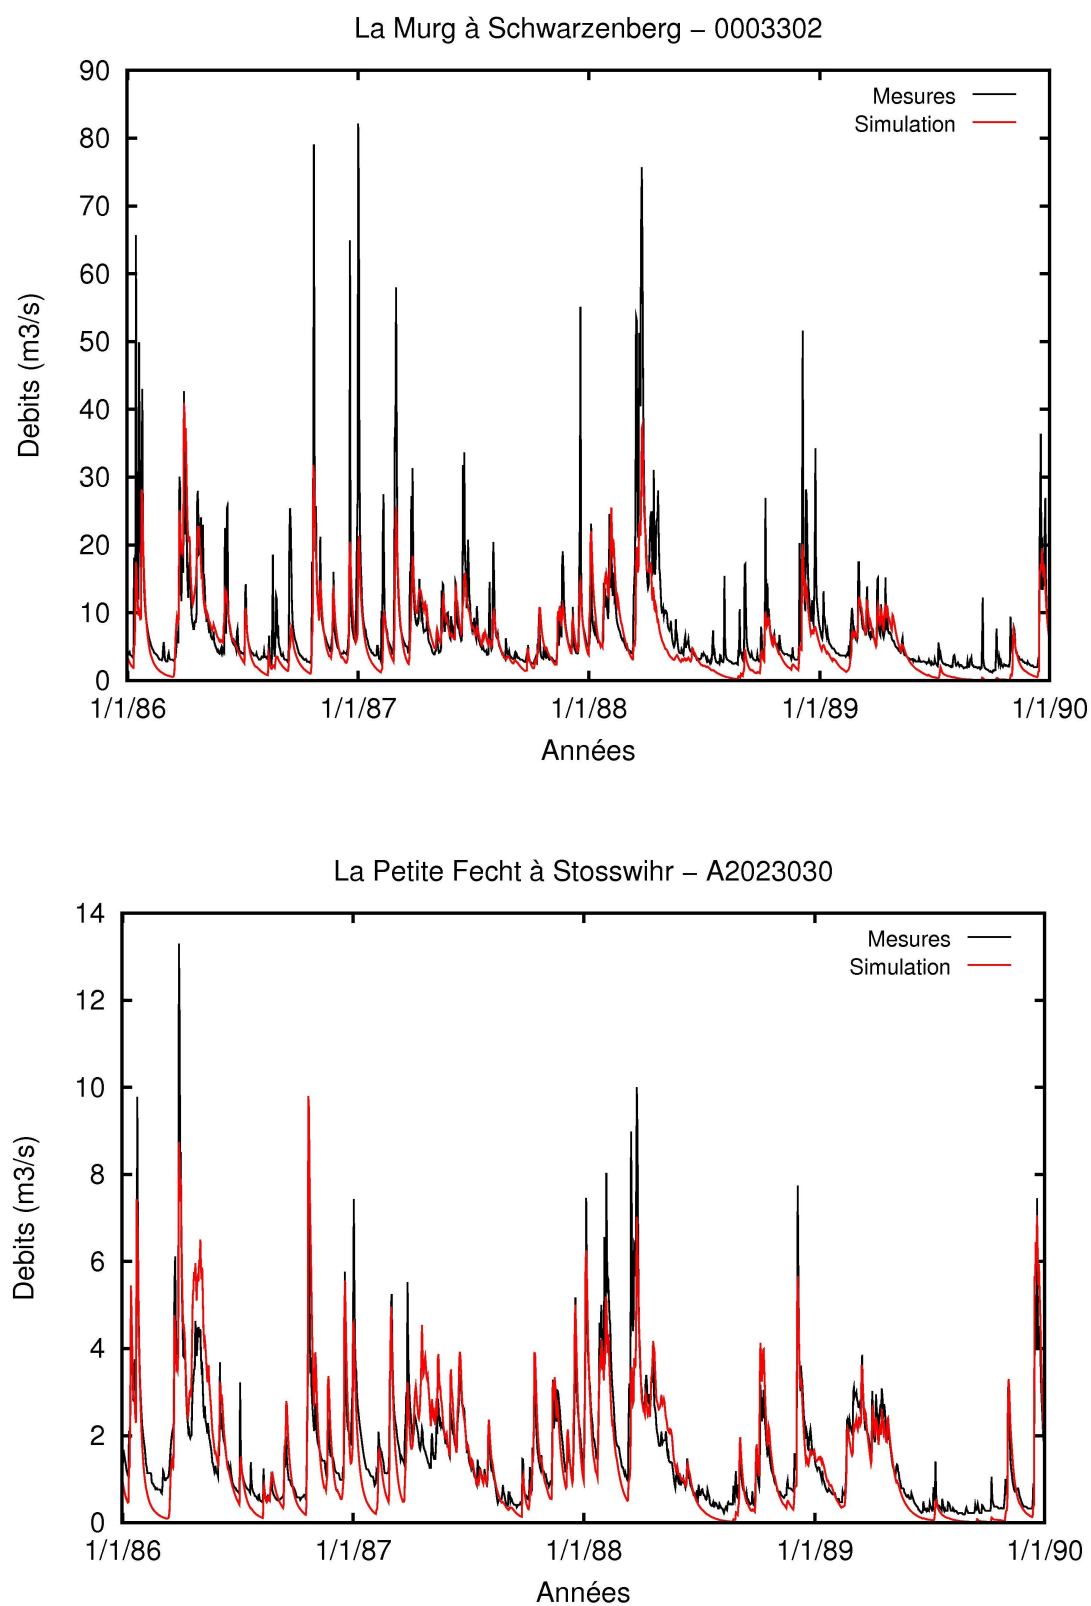 La Murg à Schwarzenberg – 0003302
90
80
70
60
50
40
30
20
10
0
Debits (m3/s)
Mesures
Simulation
1/1/86 1/1/87 1/1/88 1/1/89 1/1/90
Années
La Petite Fecht à Stosswihr – A2023030
14
12
10
8
6
4
2
0
Debits (m3/s)
Mesures
Simulation
1/1/86 1/1/87 1/1/88 1/1/89 1/1/90
Années